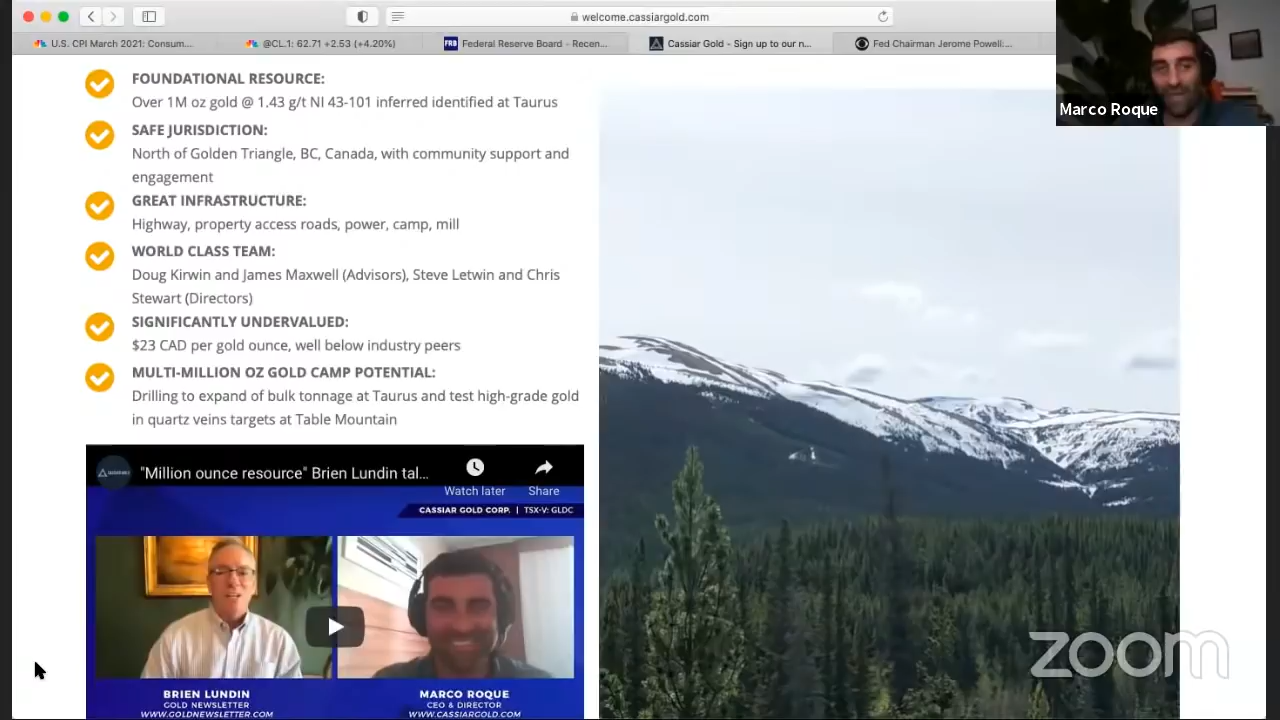 welcome.cassiargold.com
U.S. CPI March 2021: Consum...
@CL.1: 62.71 +2.53 (+4.20%)
FRB
Federal Reserve Board - Recen...
Cassiar Gold - Sign up to our n...
Fed Chairman Jerome Powell:...
Marco Roque
FOUNDATIONAL RESOURCE:
Over 1M oz gold @ 1.43 g/t NI 43-101 inferred identified at Taurus
SAFE JURISDICTION:
North of Golden Triangle, BC, Canada, with community support and
engagement
GREAT INFRASTRUCTURE:
Highway, property access roads, power, camp, mill
WORLD CLASS TEAM:
Doug Kirwin and James Maxwell (Advisors), Steve Letwin and Chris
Stewart (Directors)
SIGNIFICANTLY UNDERVALUED:
$23 CAD per gold ounce, well below industry peers
MULTI-MILLION OZ GOLD CAMP POTENTIAL:
Drilling to expand of bulk tonnage at Taurus and test high-grade gold
in quartz veins targets at Table Mountain
"Million ounce resource" Brien Lundin tal...
Watch later
Share
CASSIAR GOLD CORP. | TSX-V: GLDC
BRIEN LUNDIN
GOLD NEWSLETTER
WWW.GOLDNEWSLETTER.COM
MARCO ROQUE
CEO & DIRECTOR
WWW.CASSIARGOLD.COM
zoom